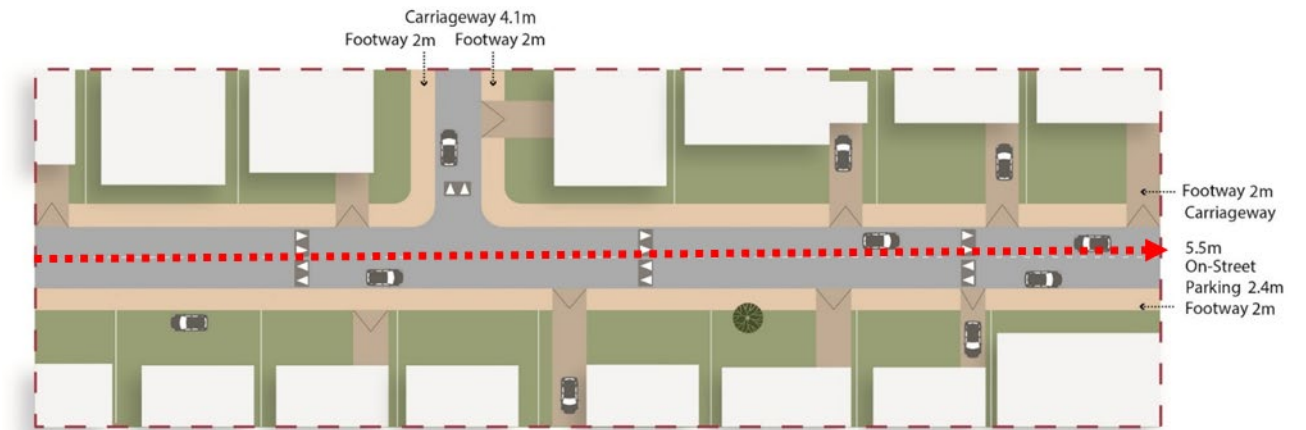 Carriageway 4.1m
Footway 2m Footway 2m
Footway 2m
Carriageway
5.5m
On-Street
Parking 2.4m
Footway 2m